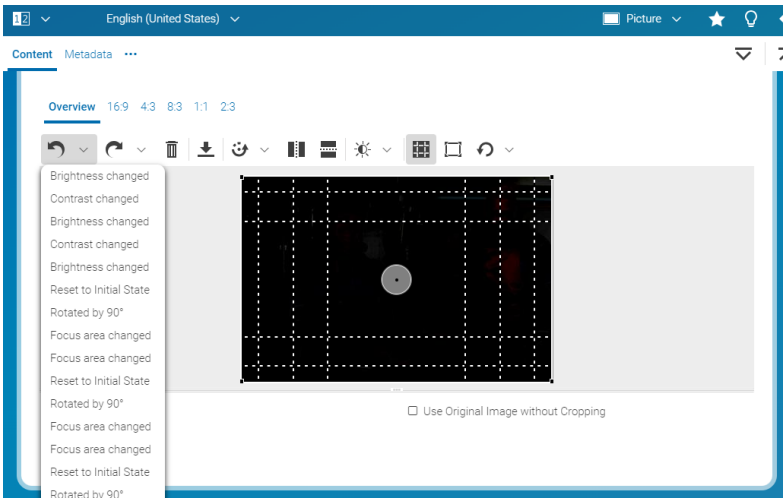 12 English (United States) Picture
Content Metadata ...
Overview 16:9 4:3 8:3 1:1 2:3
Brightness changed
Contrast changed
Brightness changed
Contrast changed
Brightness changed
Reset to Initial State
Rotated by 90°
Focus area changed
Focus area changed
Reset to Initial State
Rotated by 90°
Use Original Image without Cropping
Focus area changed
Focus area changed
Reset to Initial State
Rotated by 90°